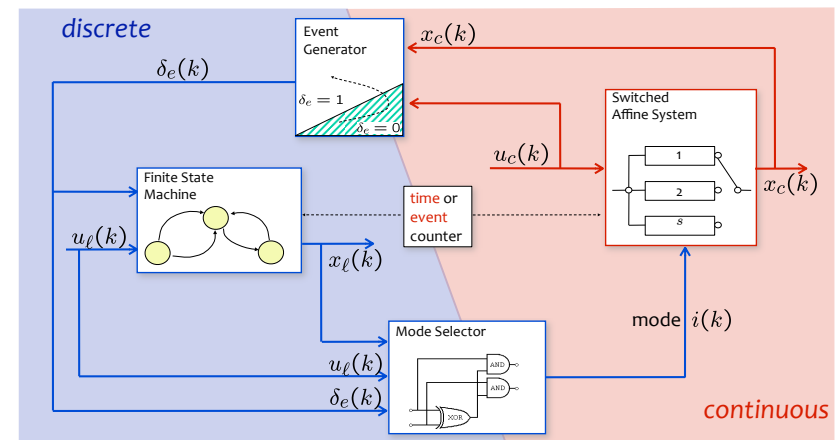 discrete
Event
Generator
x_c(k)
δ_e(k)
δ_e = 1
δ_e = 0
Switched
Affine System
1
2
s
u_c(k)
x_c(k)
Finite State
Machine
time or
event
counter
u_ℓ(k)
x_ℓ(k)
mode i(k)
Mode Selector
AND
AND
XOR
u_ℓ(k)
δ_e(k)
continuous